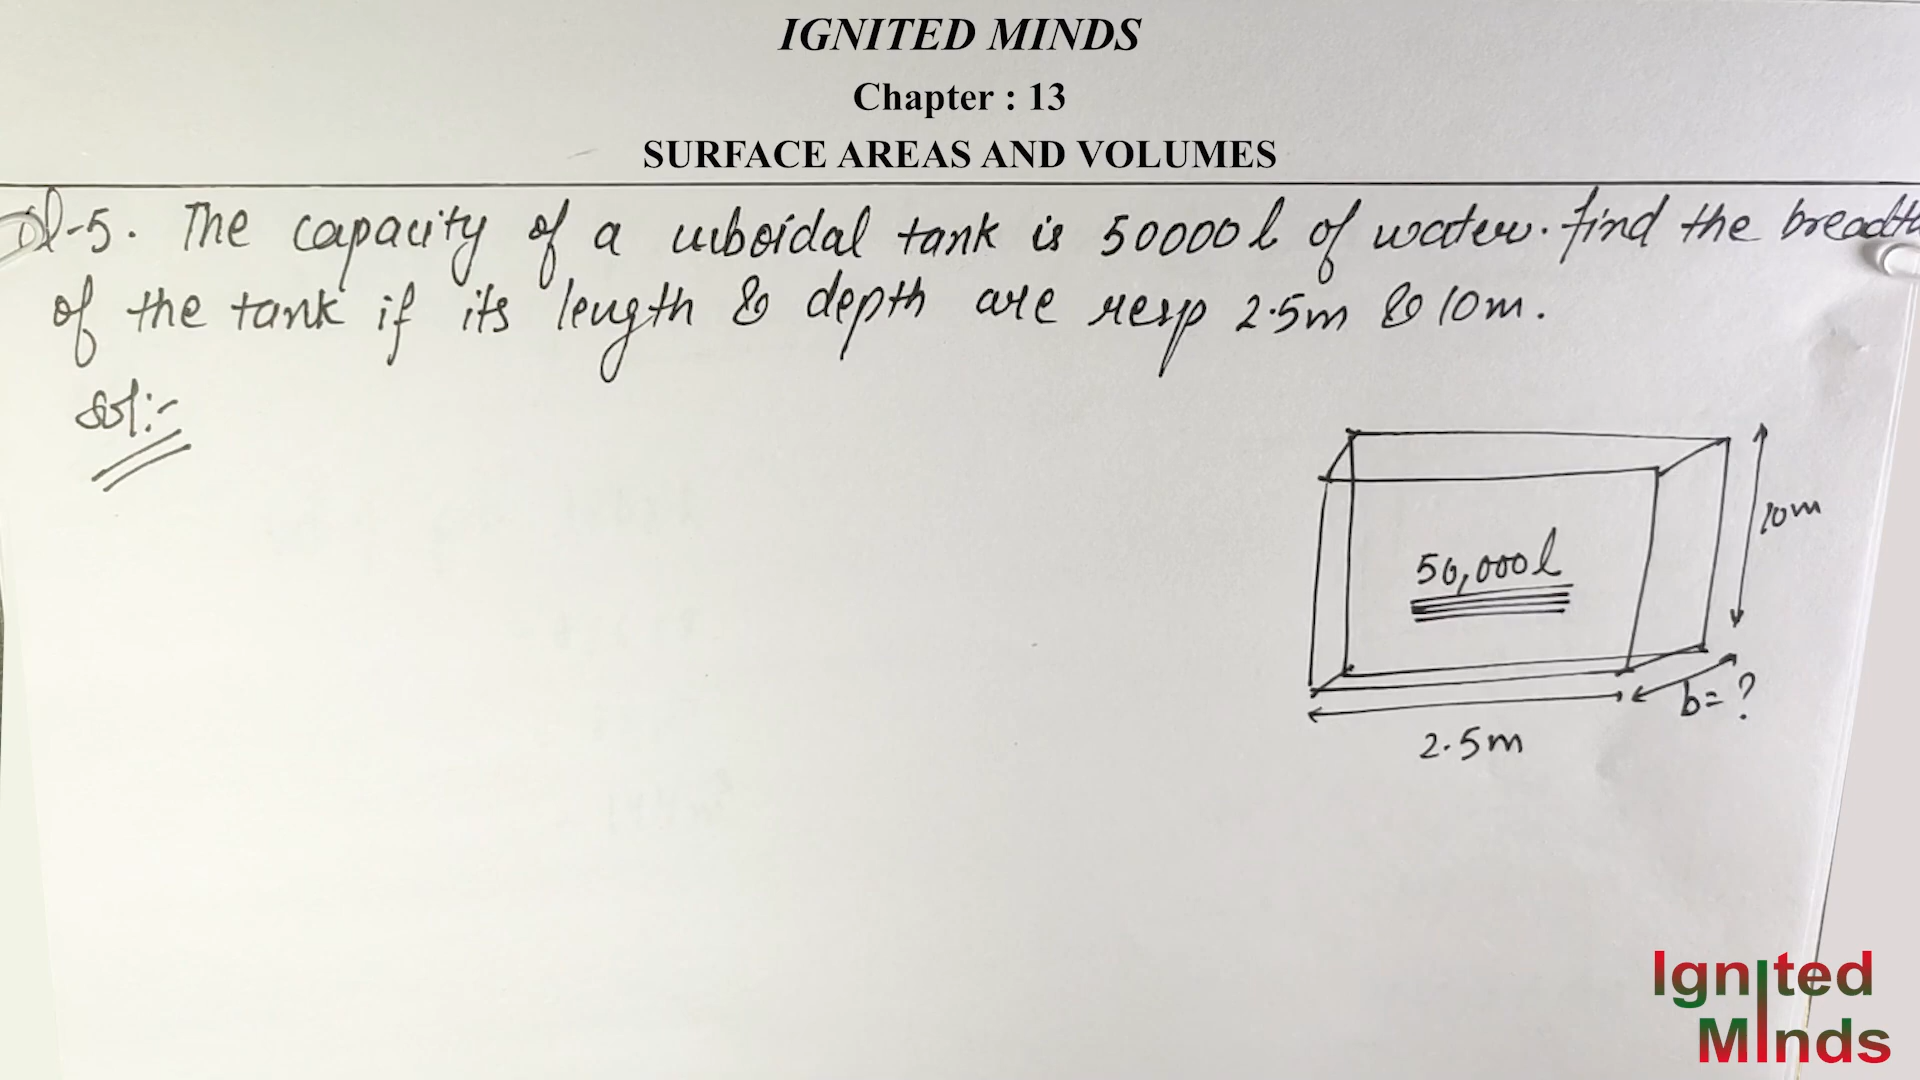 IGNITED MINDS
Chapter : 13
SURFACE AREAS AND VOLUMES
-5. The capacity of a cuboidal tank is 50000 l of water. find the breadth
of the tank if its length & depth are resp 2.5m & 10m.
Sol:-
10m
50,000 l
b=?
2.5m
Ignited
Minds